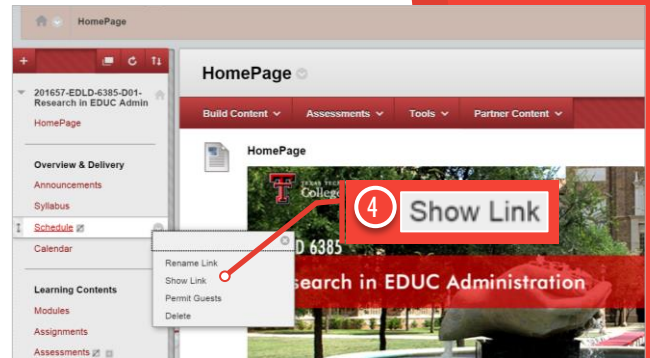 HomePage
201657-EDLD-6385-D01-
Research in EDUC Admin
HomePage
Overview & Delivery
Announcements
Syllabus
Schedule
Calendar
Learning Contents
Modules
Assignments
Assessments
HomePage
Build Content
Assessments
Tools
Partner Content
HomePage
College
D 6385
search in EDUC Administration
Rename Link
Show Link
Permit Guests
Delete
4 Show Link